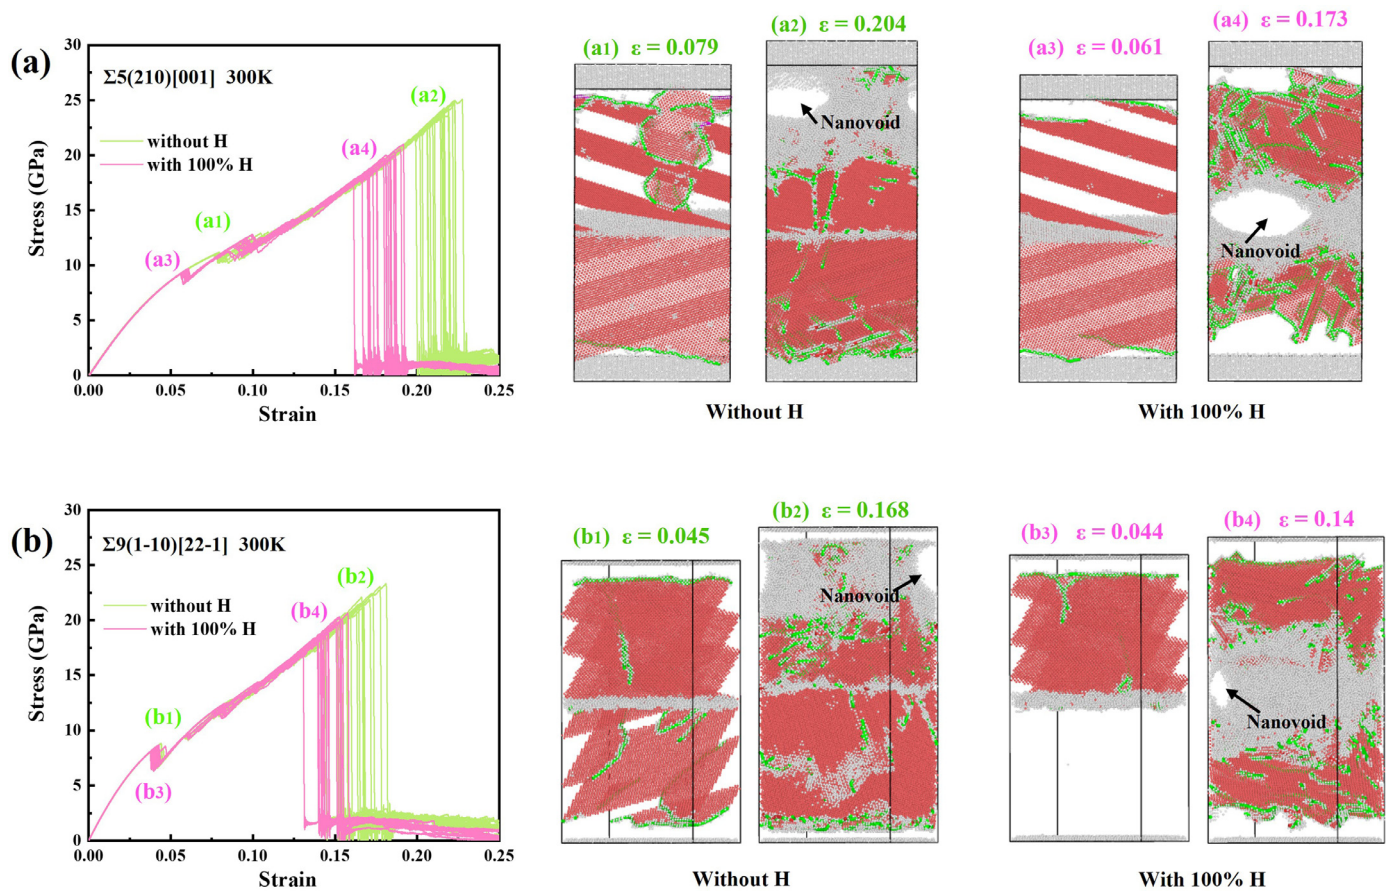 (a)
Σ5(210)[001] 300K
without H
with 100% H
(a1)
(a2)
(a3)
(a4)
Stress (GPa)
30
25
20
15
10
5
0
0.00 0.05 0.10 0.15 0.20 0.25
Strain
(a1) ε = 0.079
(a2) ε = 0.204
Nanovoid
Without H
(a3) ε = 0.061
(a4) ε = 0.173
Nanovoid
With 100% H
(b)
Σ9(1-10)[22-1] 300K
without H
with 100% H
(b1)
(b2)
(b3)
(b4)
Stress (GPa)
30
25
20
15
10
5
0
0.00 0.05 0.10 0.15 0.20 0.25
Strain
(b1) ε = 0.045
(b2) ε = 0.168
Nanovoid
Without H
(b3) ε = 0.044
(b4) ε = 0.14
Nanovoid
With 100% H